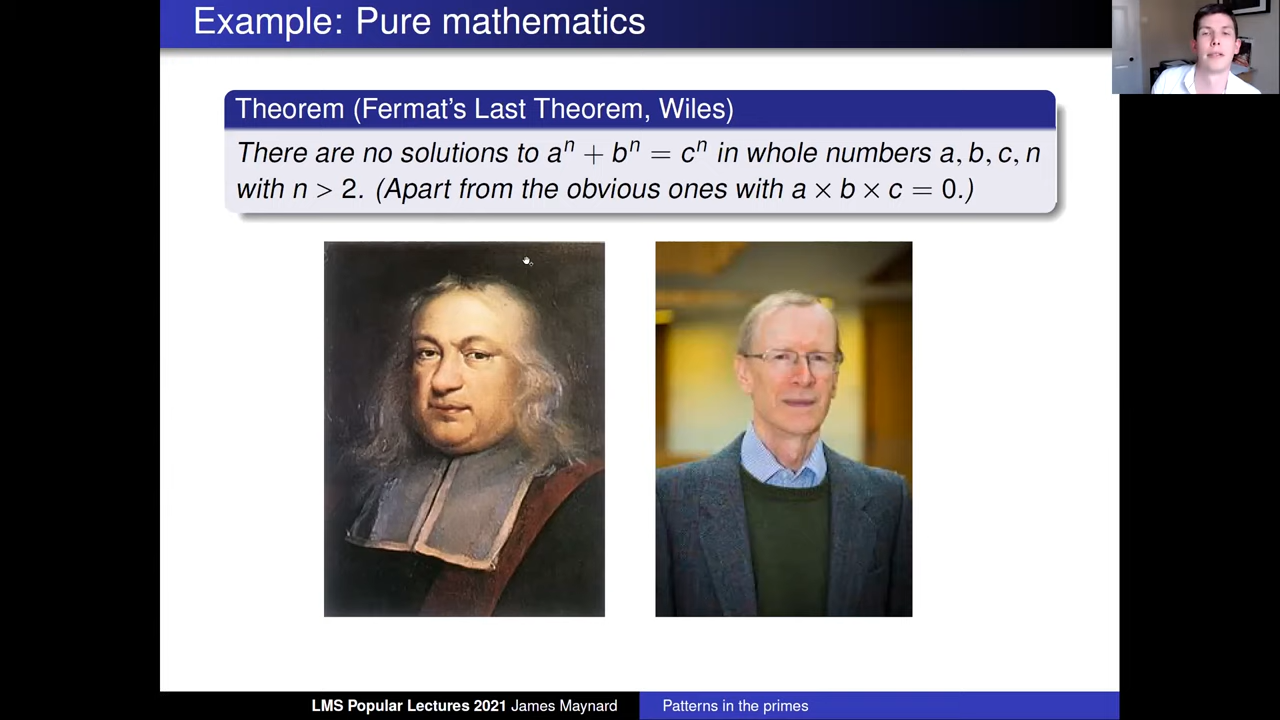 Example: Pure mathematics
Theorem (Fermat's Last Theorem, Wiles)
There are no solutions to aⁿ + bⁿ = cⁿ in whole numbers a, b, c, n
with n > 2. (Apart from the obvious ones with a × b × c = 0.)
LMS Popular Lectures 2021 James Maynard
Patterns in the primes